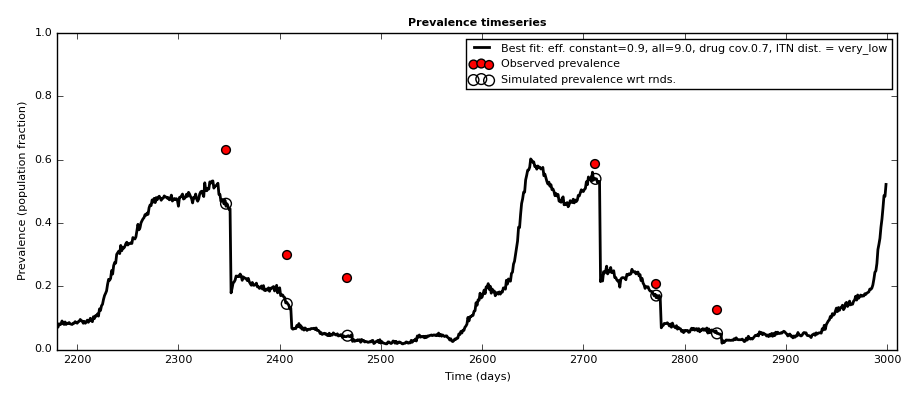 Prevalence timeseries
Best fit: eff. constant=0.9, all=9.0, drug cov.0.7, ITN dist. = very_low
Observed prevalence
Simulated prevalence wrt rnds.
Prevalence (population fraction)
1.0
0.8
0.6
0.4
0.2
0.0
2200 2300 2400 2500 2600 2700 2800 2900 3000
Time (days)